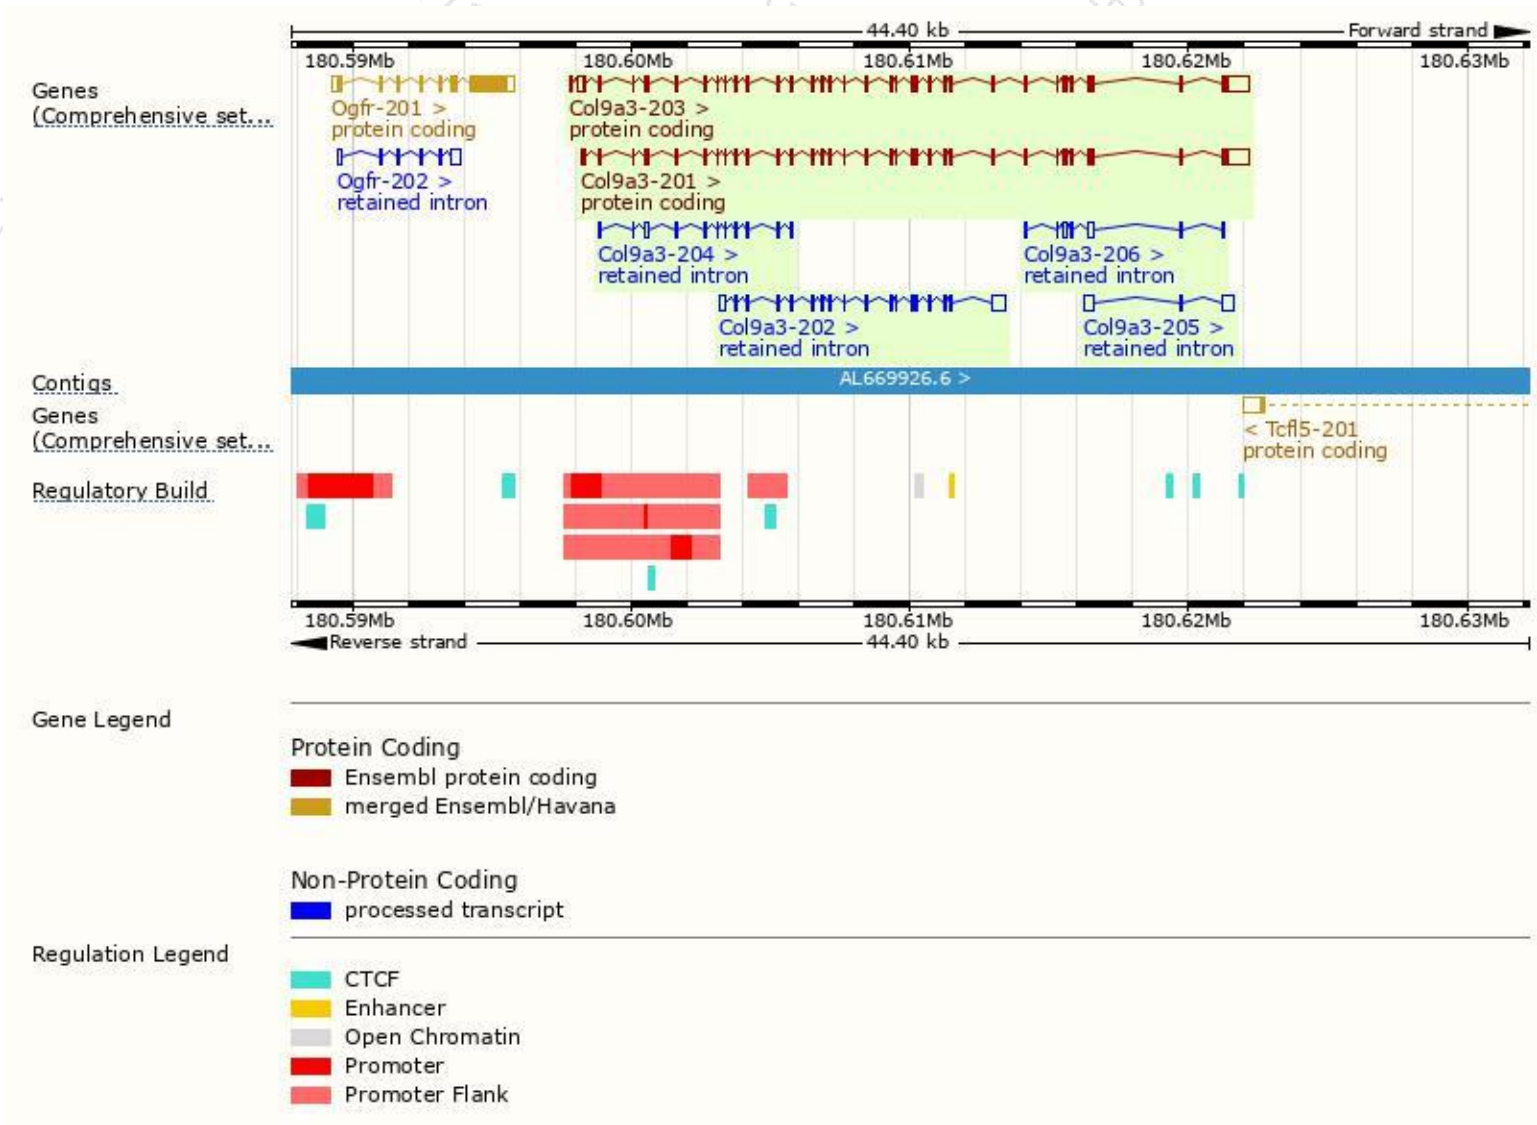 44.40 kb
Forward strand
180.59Mb 180.60Mb 180.61Mb 180.62Mb 180.63Mb
Genes
(Comprehensive set...
Ogfr-201 >
protein coding
Col9a3-203 >
protein coding
Ogfr-202 >
retained intron
Col9a3-201 >
protein coding
Col9a3-204 >
retained intron
Col9a3-206 >
retained intron
Col9a3-202 >
retained intron
Col9a3-205 >
retained intron
Contigs
AL669926.6 >
Genes
(Comprehensive set...
< Tcfl5-201
protein coding
Regulatory Build
180.59Mb 180.60Mb 180.61Mb 180.62Mb 180.63Mb
Reverse strand
44.40 kb
Gene Legend
Protein Coding
Ensembl protein coding
merged Ensembl/Havana
Non-Protein Coding
processed transcript
Regulation Legend
CTCF
Enhancer
Open Chromatin
Promoter
Promoter Flank